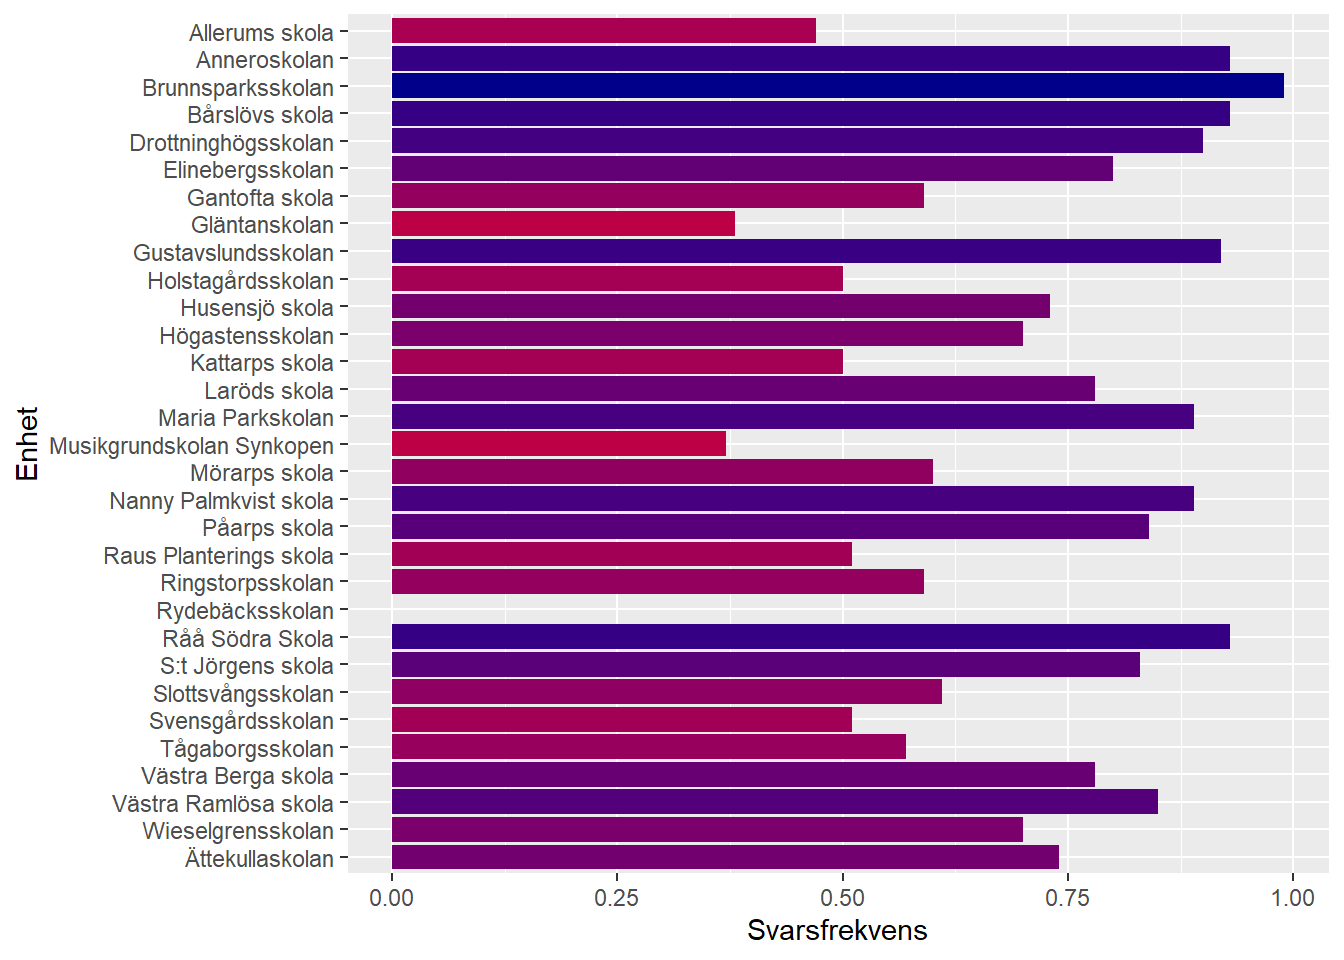 Allerums skola
Anneroskolan
Brunnsparksskolan
Bårslövs skola
Drottninghögsskolan
Elinebergsskolan
Gantofta skola
Gläntanskolan
Gustavslundsskolan
Holstagårdsskolan
Husensjö skola
Högastensskolan
Kattarps skola
Laröds skola
Maria Parkskolan
Musikgrundskolan Synkopen
Mörarps skola
Nanny Palmkvist skola
Påarps skola
Raus Planterings skola
Ringstorpsskolan
Rydebäcksskolan
Råå Södra Skola
S:t Jörgens skola
Slottsvångsskolan
Svensgårdsskolan
Tågaborgsskolan
Västra Berga skola
Västra Ramlösa skola
Wieselgrensskolan
Ättekullaskolan
Enhet
0.00 0.25 0.50 0.75 1.00
Svarsfrekvens